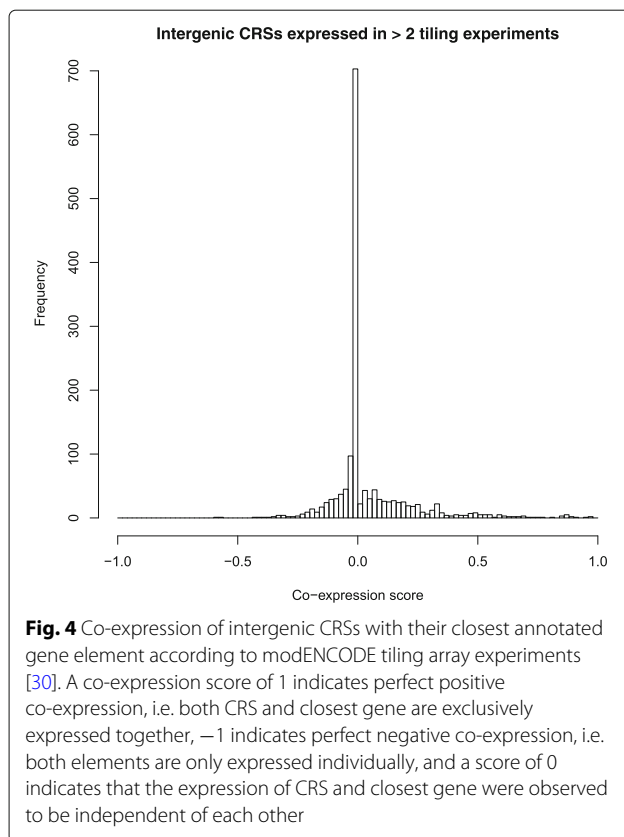 Intergenic CRSs expressed in > 2 tiling experiments
700
600
500
400
300
200
100
0
Frequency
−1.0 −0.5 0.0 0.5 1.0
Co−expression score
Fig. 4 Co-expression of intergenic CRSs with their closest annotated
gene element according to modENCODE tiling array experiments
[30]. A co-expression score of 1 indicates perfect positive
co-expression, i.e. both CRS and closest gene are exclusively
expressed together, −1 indicates perfect negative co-expression, i.e.
both elements are only expressed individually, and a score of 0
indicates that the expression of CRS and closest gene were observed
to be independent of each other